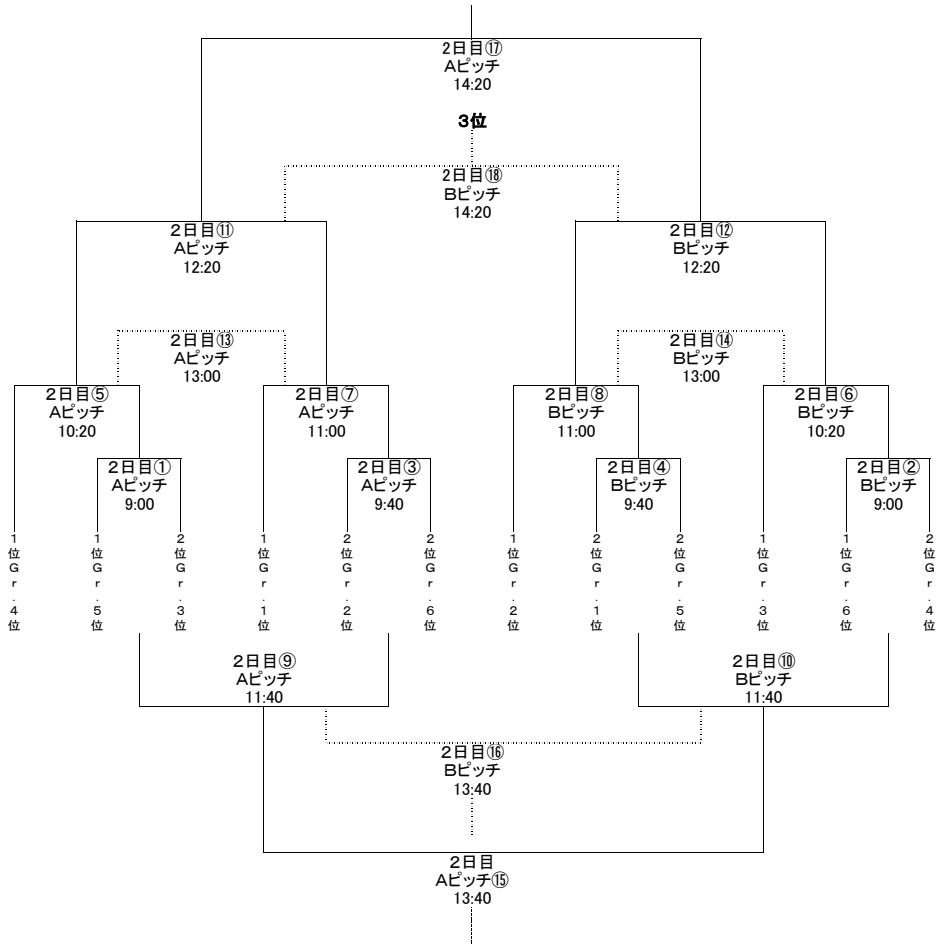 2日目⑰
Aピッチ
14:20
3位
2日目⑱
Bピッチ
14:20
2日目⑪
Aピッチ
12:20
2日目⑫
Bピッチ
12:20
2日目⑬
Aピッチ
13:00
2日目⑭
Bピッチ
13:00
2日目⑤
Aピッチ
10:20
2日目⑦
Aピッチ
11:00
2日目⑧
Bピッチ
11:00
2日目⑥
Bピッチ
10:20
2日目①
Aピッチ
9:00
2日目③
Aピッチ
9:40
2日目④
Bピッチ
9:40
2日目②
Bピッチ
9:00
1位Gr.4位
1位Gr.5位
2位Gr.3位
1位Gr.1位
2位Gr.2位
2位Gr.6位
1位Gr.2位
2位Gr.1位
2位Gr.5位
1位Gr.3位
1位Gr.6位
2位Gr.4位
2日目⑨
Aピッチ
11:40
2日目⑩
Bピッチ
11:40
2日目⑯
Bピッチ
13:40
2日目
Aピッチ⑮
13:40